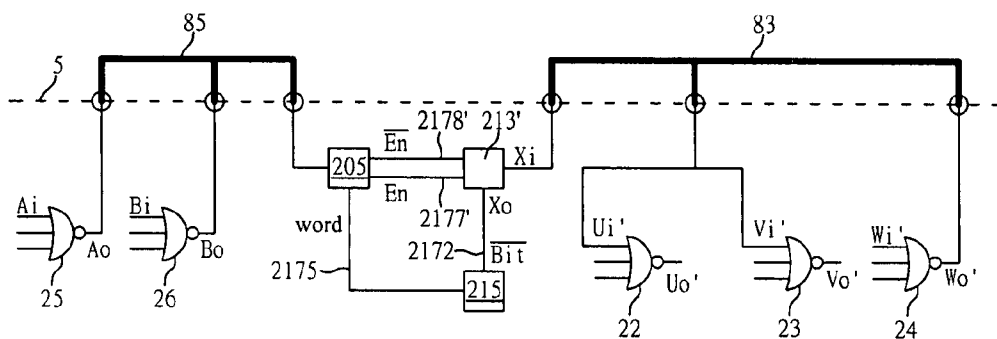 85
83
5
En
2178'
213'
205
Xi
En
2177'
Xo
word
2172
Bit
2175
215
Ai
Ao
25
Bi
Bo
26
Ui'
Uo'
22
Vi'
Vo'
23
Wi'
Wo'
24